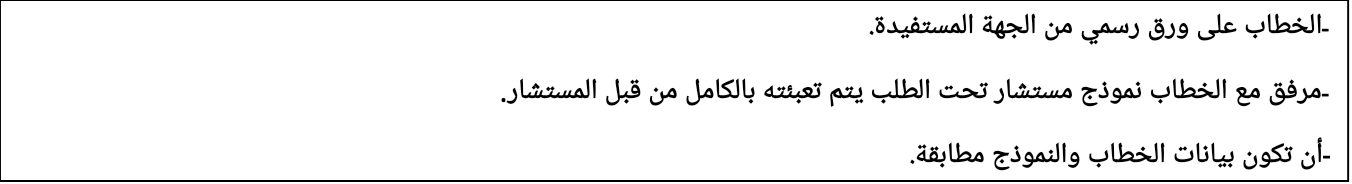 -الخطاب على ورق رسمي من الجهة المستفيدة.
-مرفق مع الخطاب نموذج مستشار تحت الطلب يتم تعبئته بالكامل من قبل المستشار.
-أن تكون بيانات الخطاب والنموذج مطابقة.